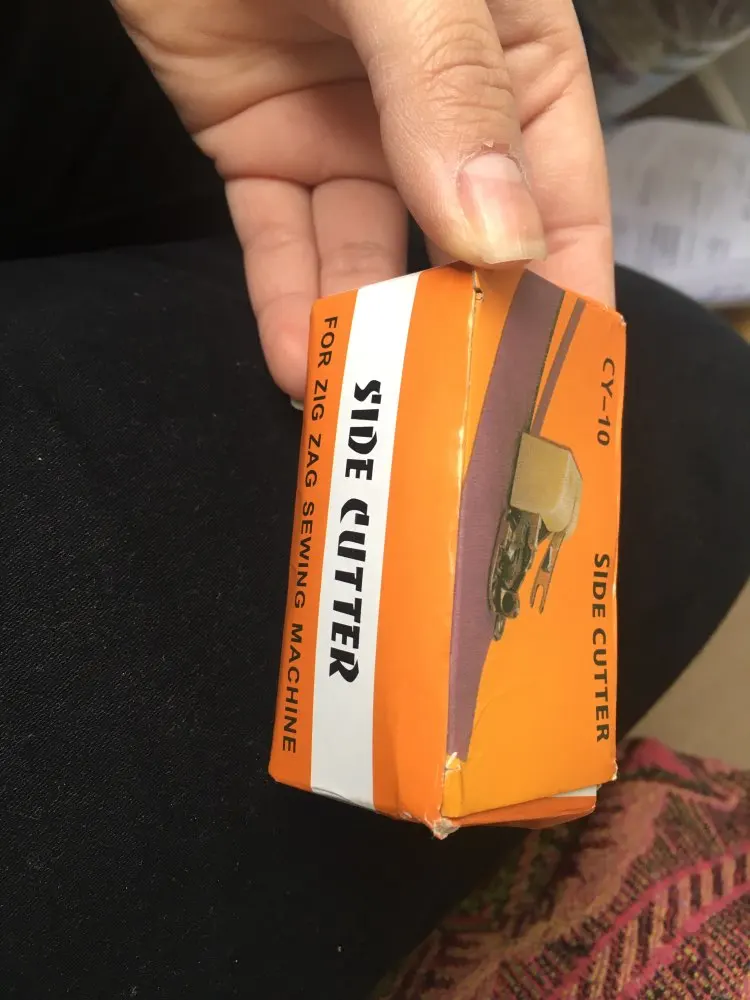 SIDE CUTTER
FOR ZIG ZAG SEWING MACHINE
CY-10 SIDE CUTTER